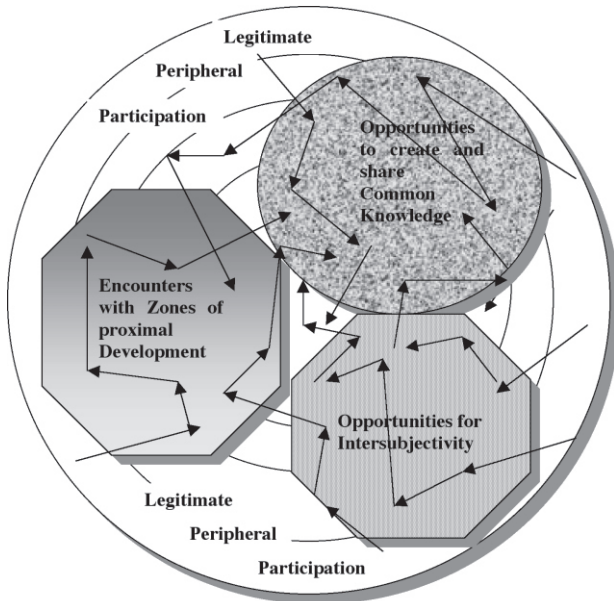 Legitimate
Peripheral
Participation
Opportunities
to create and
share
Common
Knowledge
Encounters
with Zones of
proximal
Development
Opportunities for
Intersubjectivity
Legitimate
Peripheral
Participation